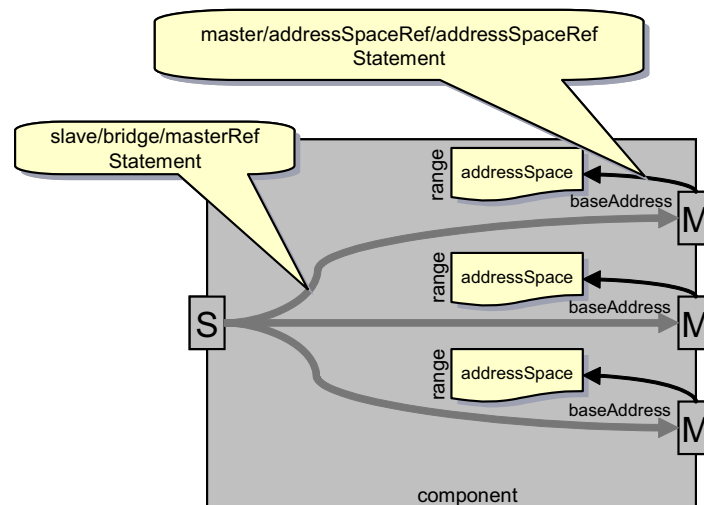 master/addressSpaceRef/addressSpaceRef
Statement
slave/bridge/masterRef
Statement
range
addressSpace
baseAddress
M
range
addressSpace
baseAddress
S
M
range
addressSpace
baseAddress
M
component